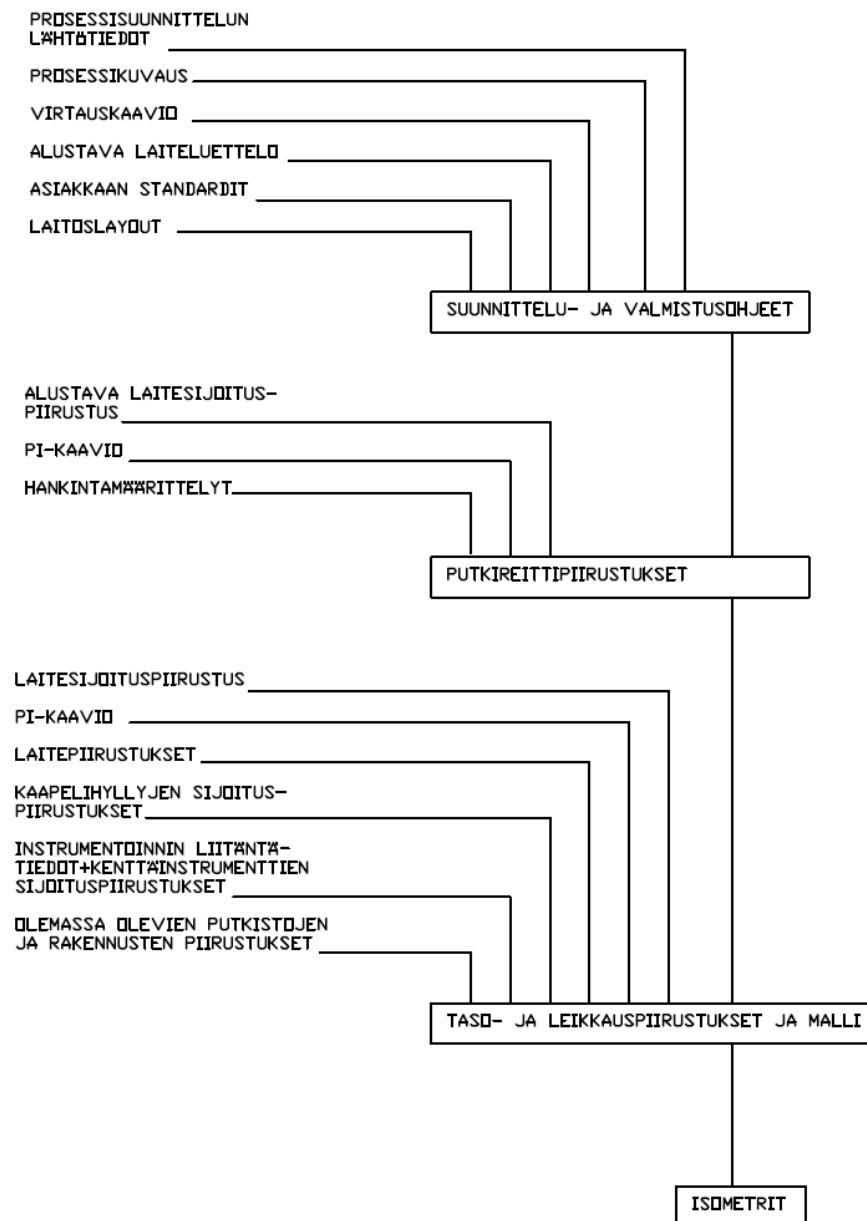 PROSESSISUUNNITTELUN
LÄHTÖTIEDOT
PROSESSIKUVAUS
VIRTAUSKAAVIO
ALUSTAVA LAITELUETTELO
ASIAKKAAN STANDARDIT
LAITOSLAYOUT
SUUNNITTELU- JA VALMISTUSOHJEET
ALUSTAVA LAITESIJOITUS-
PIIRUSTUS
PI-KAAVIO
HANKINTAMÄÄRITTELYT
PUTKIREITTIPIIRUSTUKSET
LAITESIJOITUSPIIRUSTUS
PI-KAAVIO
LAITEPIIRUSTUKSET
KAAPELIHYLLYJEN SIJOITUS-
PIIRUSTUKSET
INSTRUMENTOINNIN LIITÄNTÄ-
TIEDOT+KENTTÄINSTRUMENTTIEN
SIJOITUSPIIRUSTUKSET
OLEMASSA OLEVIEN PUTKISTOJEN
JA RAKENNUSTEN PIIRUSTUKSET
TASO- JA LEIKKAUSPIIRUSTUKSET JA MALLI
ISOMETRIT